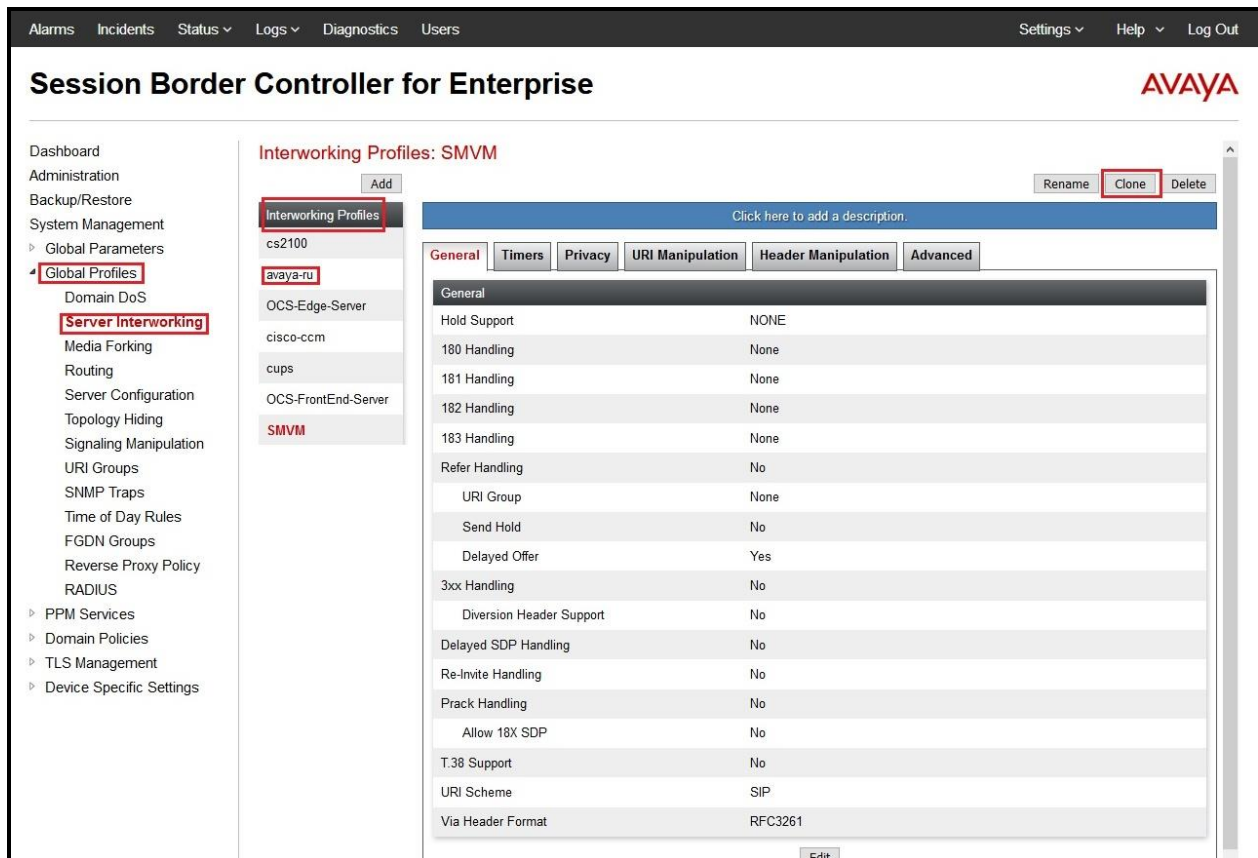 Alarms Incidents Status Logs Diagnostics Users Settings Help Log Out
Session Border Controller for Enterprise
AVAYA
Dashboard
Administration
Backup/Restore
System Management
Global Parameters
Global Profiles
Domain DoS
Server Interworking
Media Forking
Routing
Server Configuration
Topology Hiding
Signaling Manipulation
URI Groups
SNMP Traps
Time of Day Rules
FGDN Groups
Reverse Proxy Policy
RADIUS
PPM Services
Domain Policies
TLS Management
Device Specific Settings
Interworking Profiles: SMVM
Add
Rename Clone Delete
Interworking Profiles
cs2100
avaya-ru
OCS-Edge-Server
cisco-ccm
cups
OCS-FrontEnd-Server
SMVM
Click here to add a description.
General Timers Privacy URI Manipulation Header Manipulation Advanced
General
Hold Support NONE
180 Handling None
181 Handling None
182 Handling None
183 Handling None
Refer Handling No
URI Group None
Send Hold No
Delayed Offer Yes
3xx Handling No
Diversion Header Support No
Delayed SDP Handling No
Re-Invite Handling No
Prack Handling No
Allow 18X SDP No
T.38 Support No
URI Scheme SIP
Via Header Format RFC3261
Edit